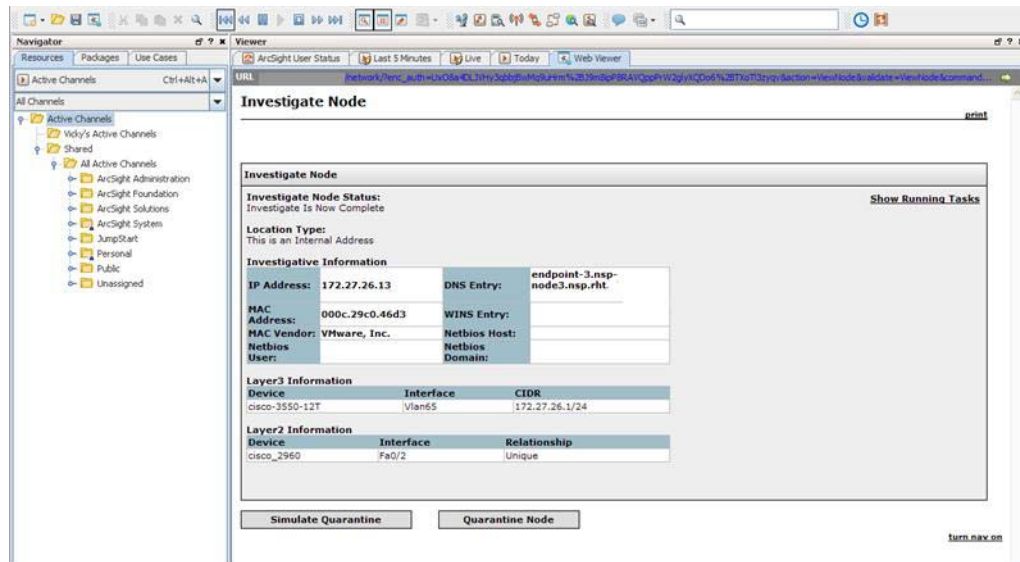 Navigator
Resources Packages Use Cases
Active Channels Ctrl+Alt+A
All Channels
Active Channels
Vicky's Active Channels
Shared
All Active Channels
ArcSight Administration
ArcSight Foundation
ArcSight Solutions
ArcSight System
JumpStart
Personal
Public
Unassigned
Viewer
ArcSight User Status Last 5 Minutes Live Today Web Viewer
URL
Investigate Node
print
Investigate Node
Investigate Node Status:
Investigate Is Now Complete
Show Running Tasks
Location Type:
This is an Internal Address
Investigative Information
IP Address: 172.27.26.13 DNS Entry: endpoint-3.nsp-node3.nsp.rht.
MAC Address: 000c.29c0.46d3 WINS Entry:
MAC Vendor: VMware, Inc. Netbios Host:
Netbios User: Netbios Domain:
Layer3 Information
Device Interface CIDR
cisco-3550-12T Vlan65 172.27.26.1/24
Layer2 Information
Device Interface Relationship
cisco_2960 Fa0/2 Unique
Simulate Quarantine Quarantine Node
turn nav on